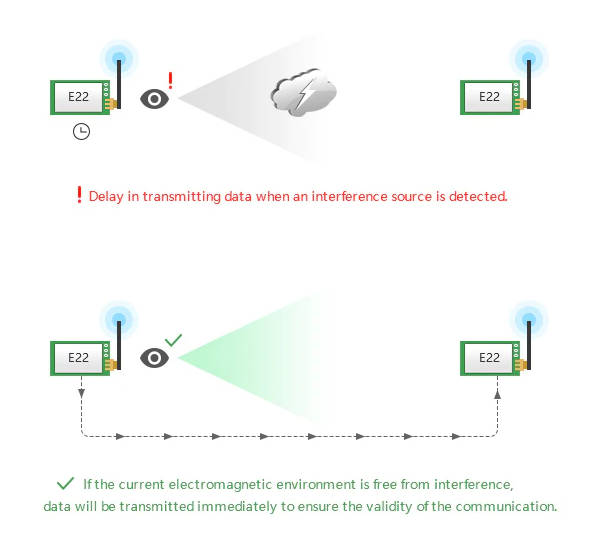 E22
E22
Delay in transmitting data when an interference source is detected.
E22
E22
If the current electromagnetic environment is free from interference,
data will be transmitted immediately to ensure the validity of the communication.